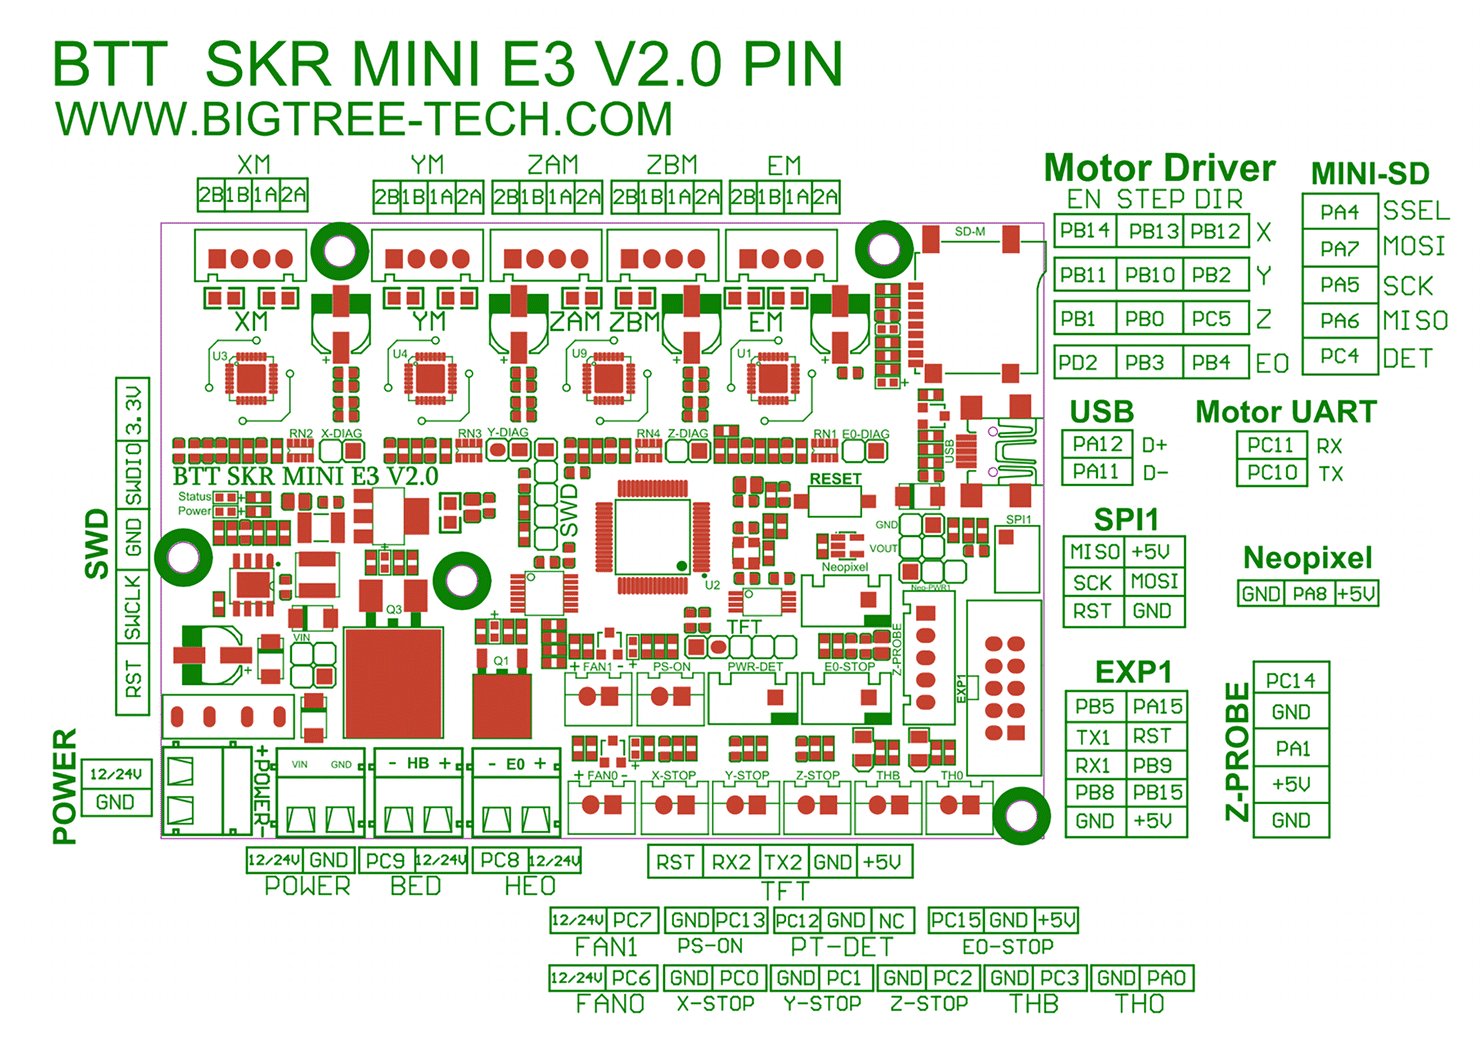 BTT SKR MINI E3 V2.0 PIN
WWW.BIGTREE-TECH.COM
XM YM ZAM ZBM EM
2B 1B 1A 2A 2B 1B 1A 2A 2B 1B 1A 2A 2B 1B 1A 2A 2B 1B 1A 2A
Motor Driver
EN STEP DIR
PB14 PB13 PB12 X
PB11 PB10 PB2 Y
PB1 PB0 PC5 Z
PD2 PB3 PB4 E0
MINI-SD
PA4 SSEL
PA7 MOSI
PA5 SCK
PA6 MISO
PC4 DET
SD-M
XM YM ZAM ZBM EM
U3 U4 U9 U1
RN2 X-DIAG RN3 Y-DIAG RN4 Z-DIAG RN1 E0-DIAG
USB
BTT SKR MINI E3 V2.0
Status
Power
SWD
RESET
GND
VOUT
SPI1
Neopixel
Neo-PWR1
U2
Q3
VIN
TFT
Q1
+ FAN1 - PS-ON PWR-DET E0-STOP
Z-PROBE
EXP1
+POWER-
VIN GND
- HB +
- E0 +
+ FAN0 - X-STOP Y-STOP Z-STOP THB TH0
SWD
3.3V
SWDIO
GND
SWCLK
RST
POWER
12/24V
GND
USB
PA12 D+
PA11 D-
Motor UART
PC11 RX
PC10 TX
SPI1
MISO +5V
SCK MOSI
RST GND
Neopixel
GND PA8 +5V
EXP1
PB5 PA15
TX1 RST
RX1 PB9
PB8 PB15
GND +5V
Z-PROBE
PC14
GND
PA1
+5V
GND
12/24V GND PC9 12/24V PC8 12/24V
POWER BED HE0
RST RX2 TX2 GND +5V
TFT
12/24V PC7 GND PC13 PC12 GND NC PC15 GND +5V
FAN1 PS-ON PT-DET E0-STOP
12/24V PC6 GND PC0 GND PC1 GND PC2 GND PC3 GND PA0
FAN0 X-STOP Y-STOP Z-STOP THB TH0